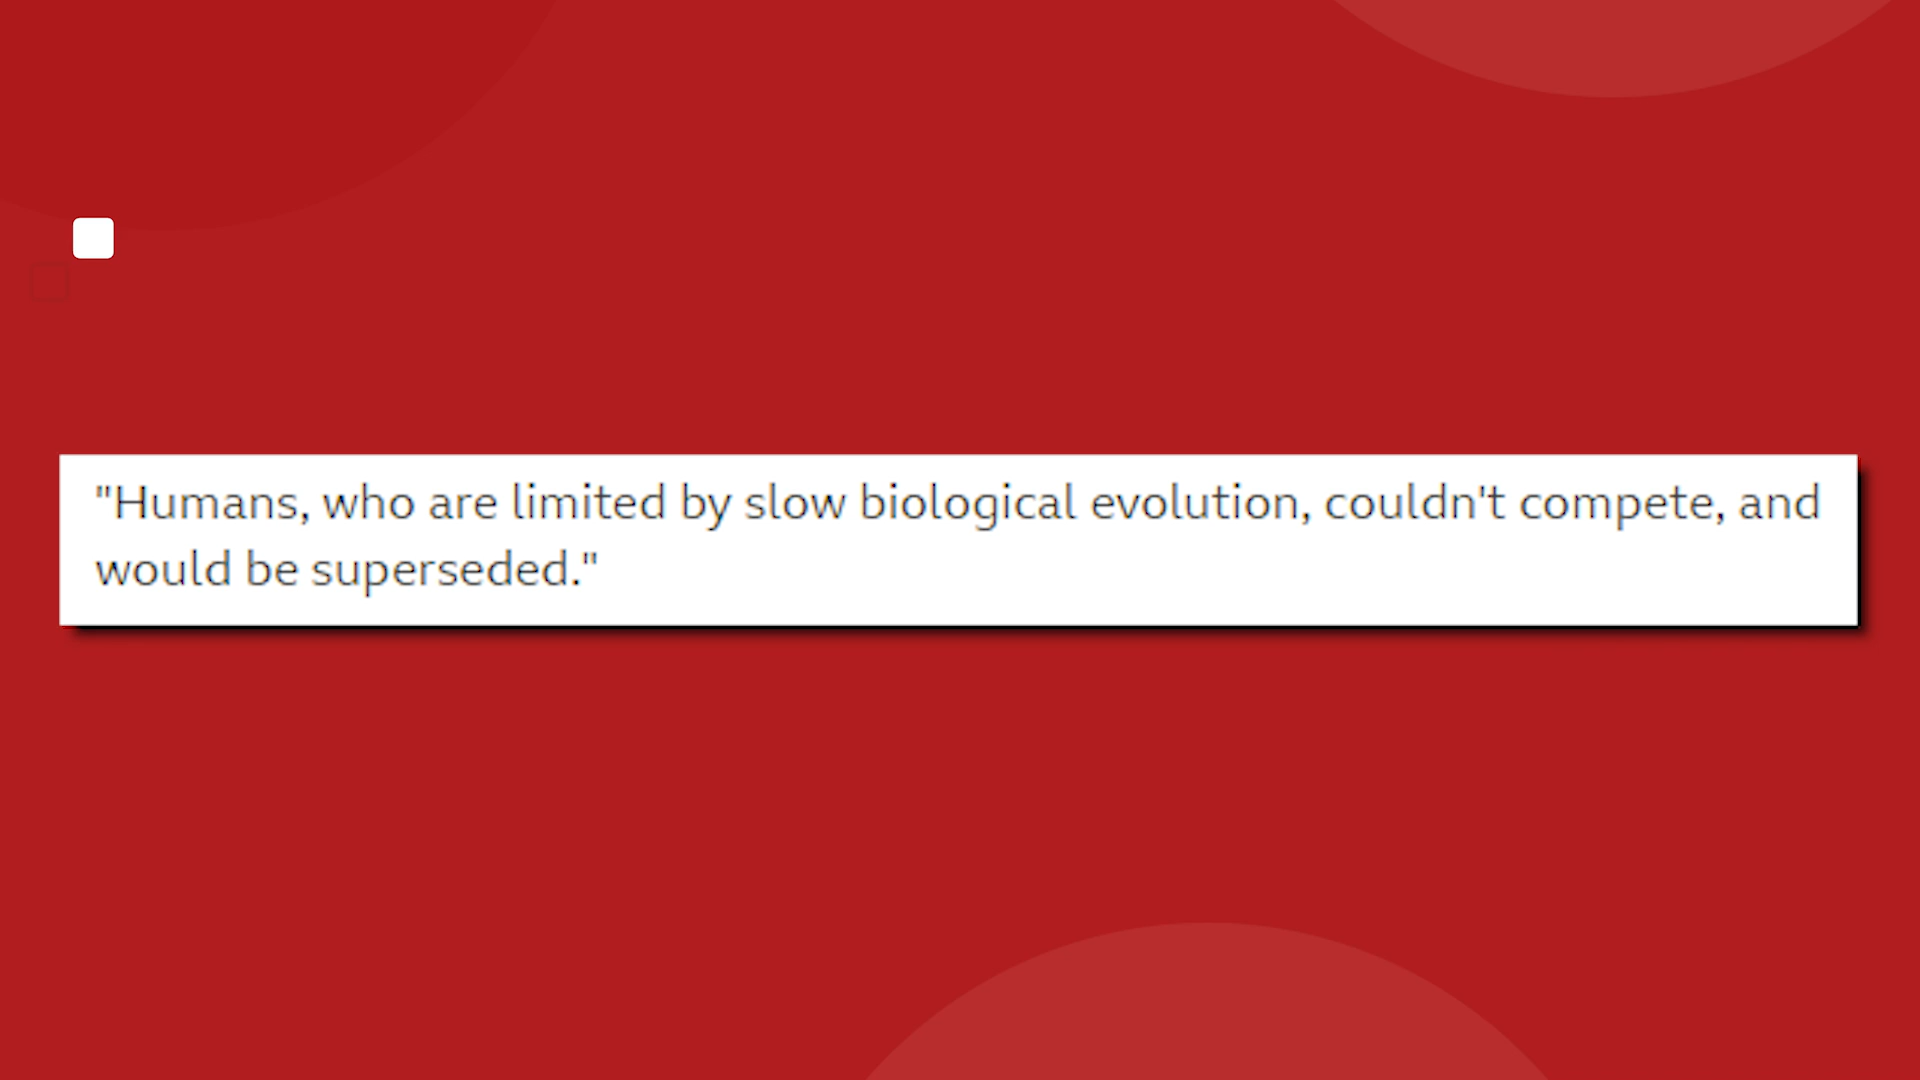 "Humans, who are limited by slow biological evolution, couldn't compete, and
would be superseded."